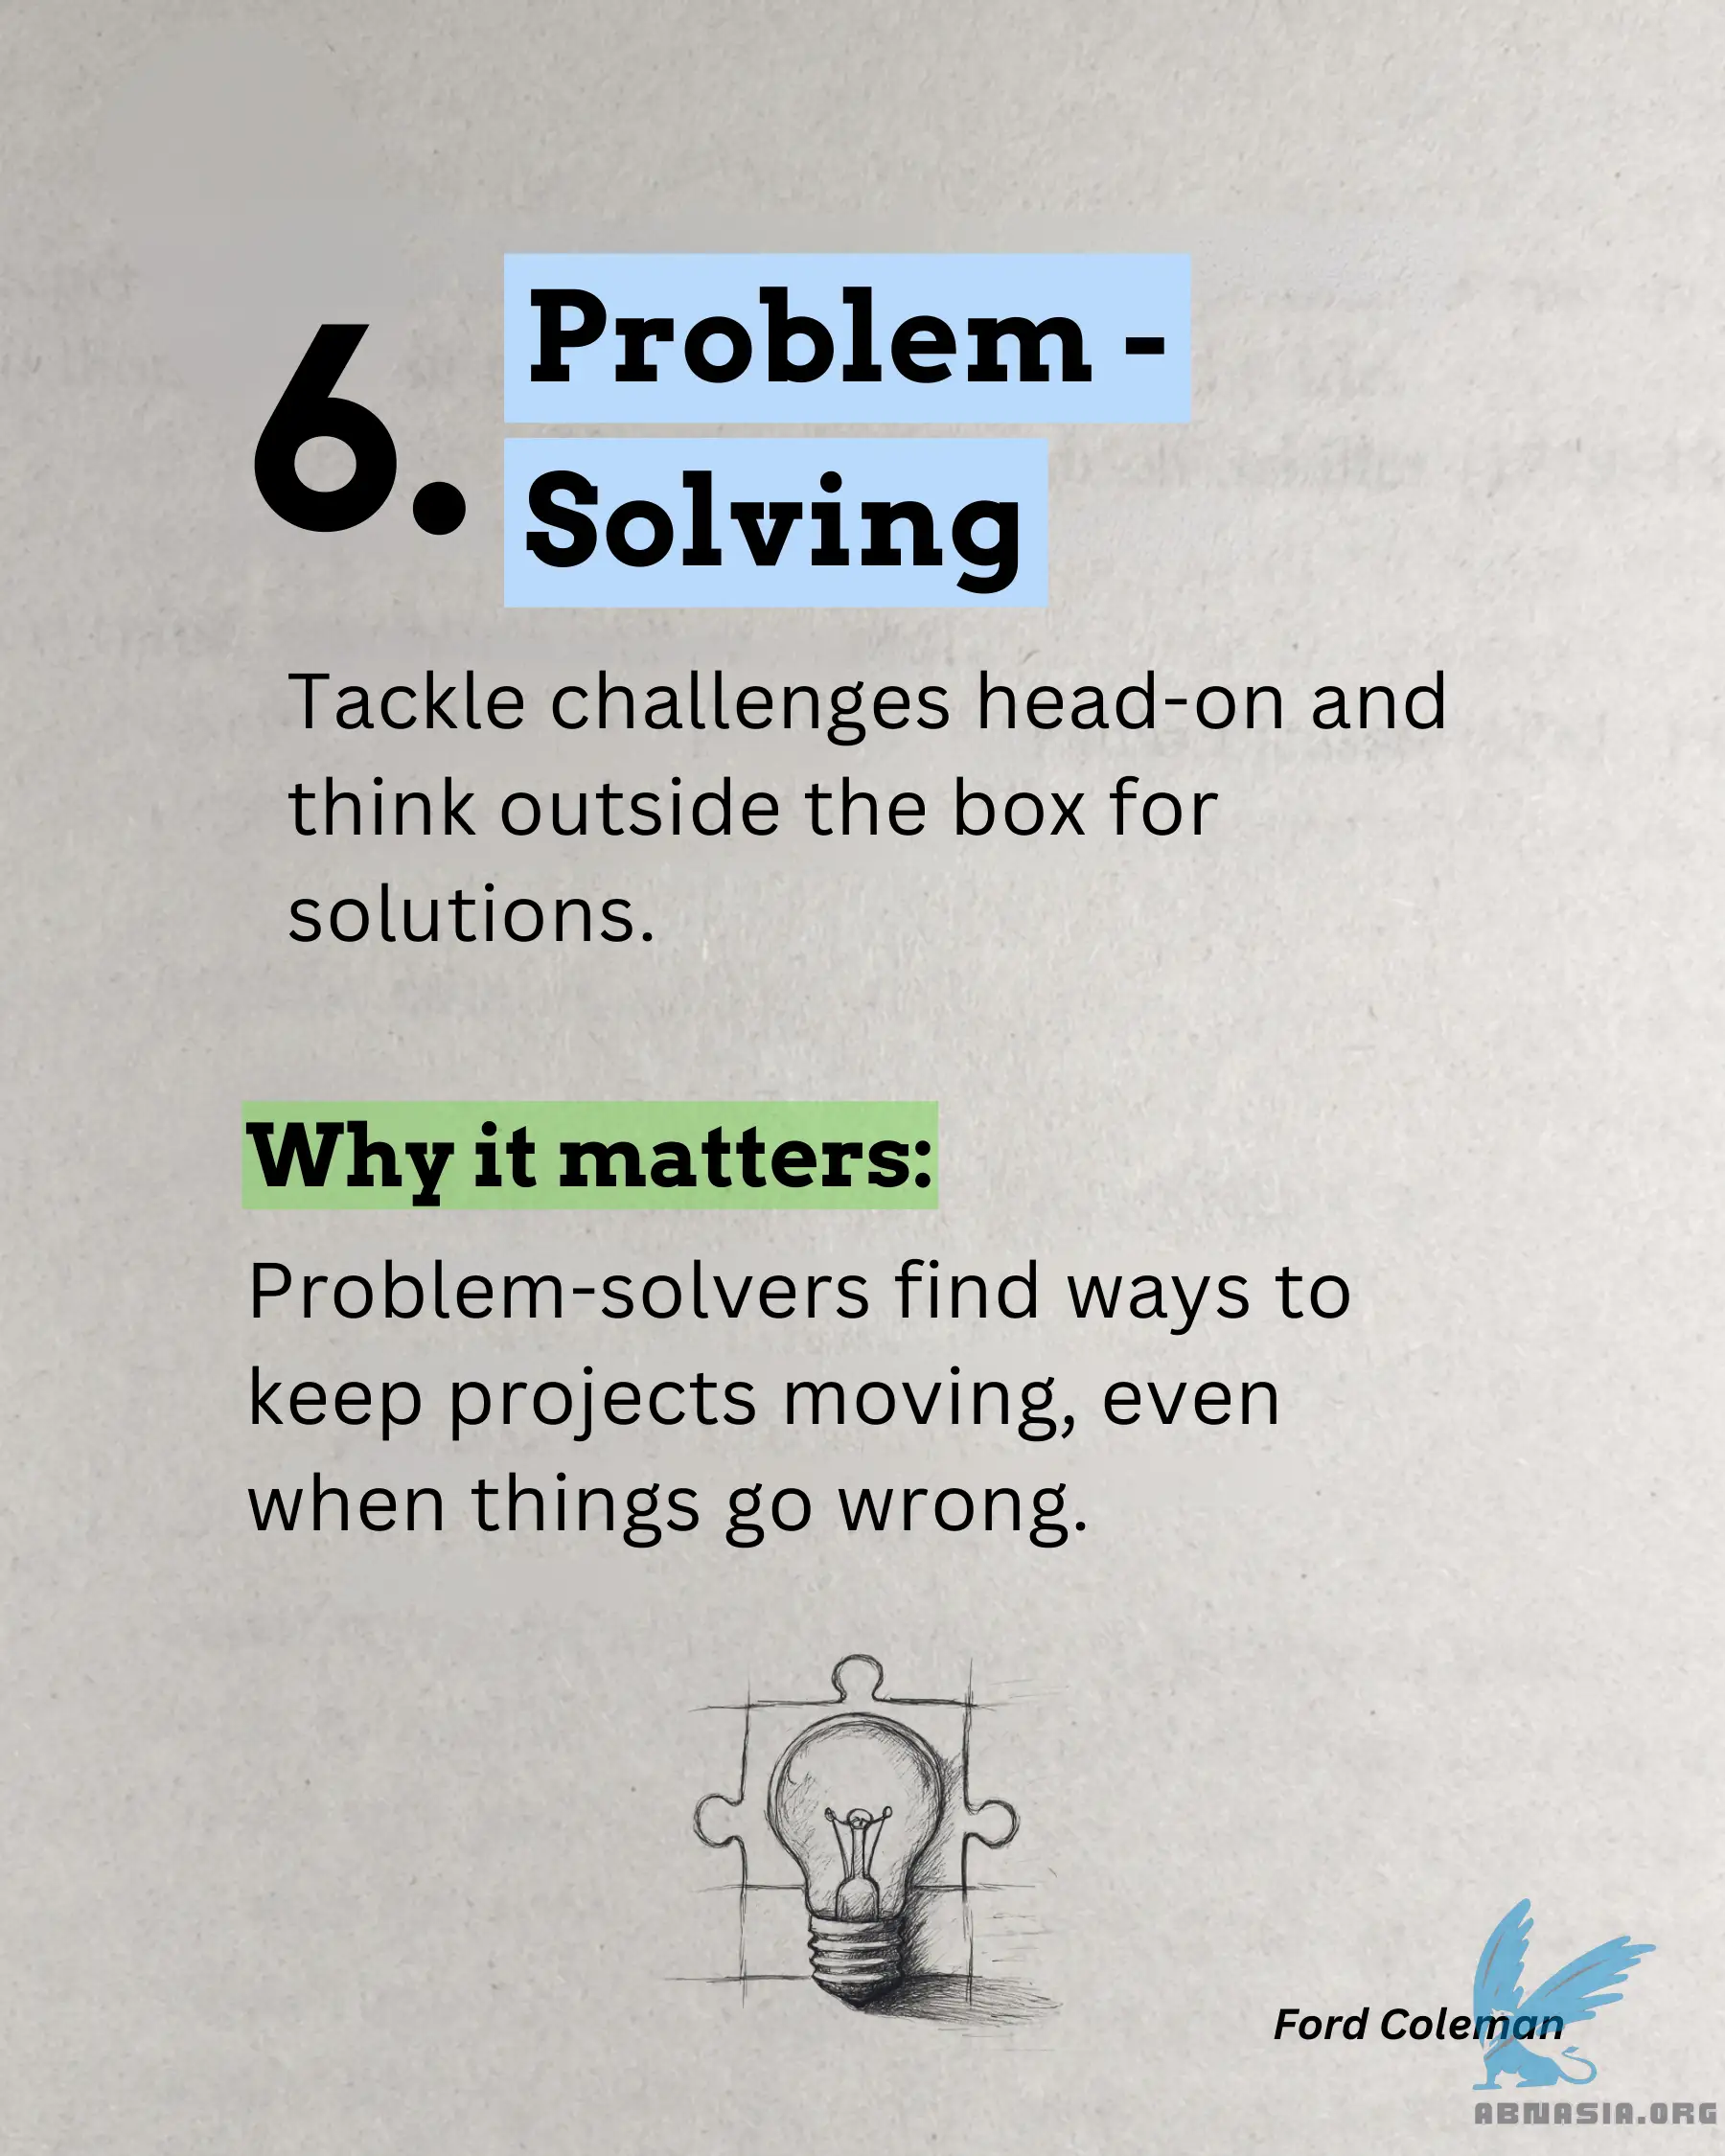 6.
Problem -
Solving
Tackle challenges head-on and
think outside the box for
solutions.
Why it matters:
Problem-solvers find ways to
keep projects moving, even
when things go wrong.
Ford Coleman
ABNASIA.ORG